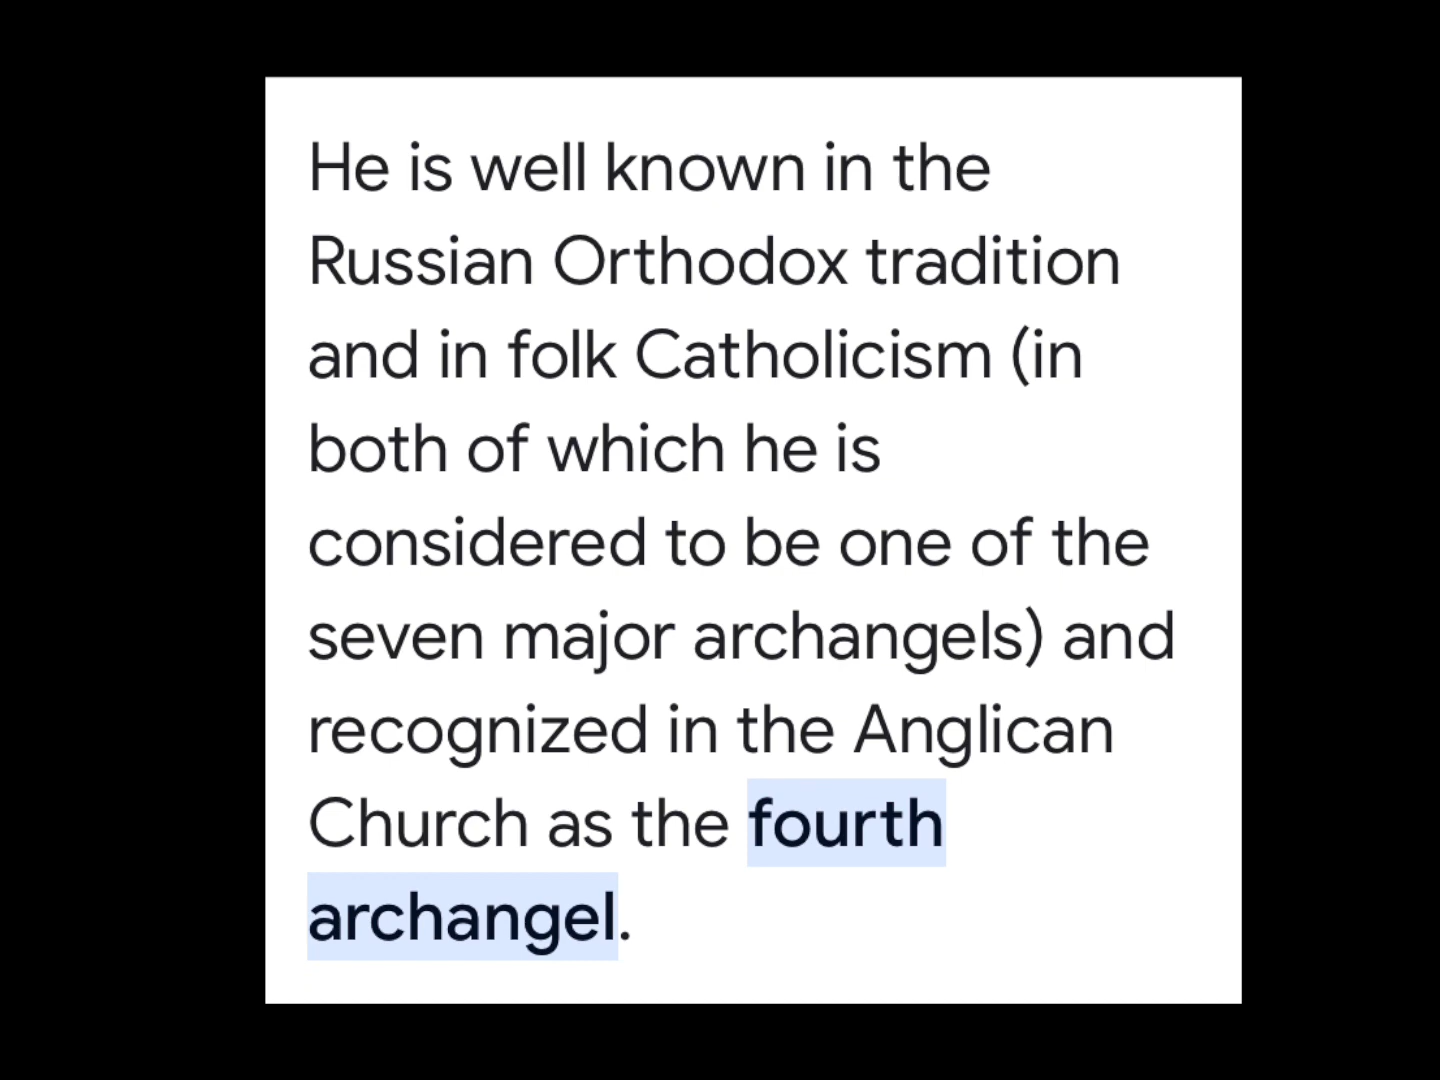 He is well known in the
Russian Orthodox tradition
and in folk Catholicism (in
both of which he is
considered to be one of the
seven major archangels) and
recognized in the Anglican
Church as the fourth
archangel.